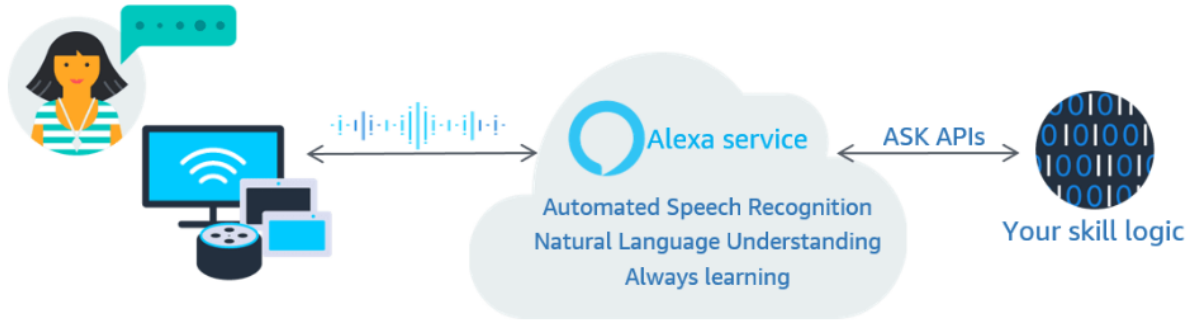 Alexa service
Automated Speech Recognition
Natural Language Understanding
Always learning
ASK APIs
Your skill logic